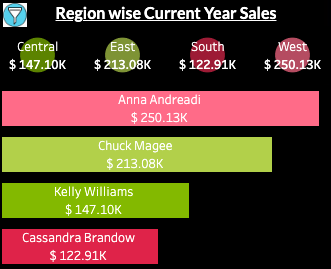 Region wise Current Year Sales
Central East South West
$ 147.10K $ 213.08K $ 122.91K $ 250.13K
Anna Andreadi
$ 250.13K
Chuck Magee
$ 213.08K
Kelly Williams
$ 147.10K
Cassandra Brandow
$ 122.91K